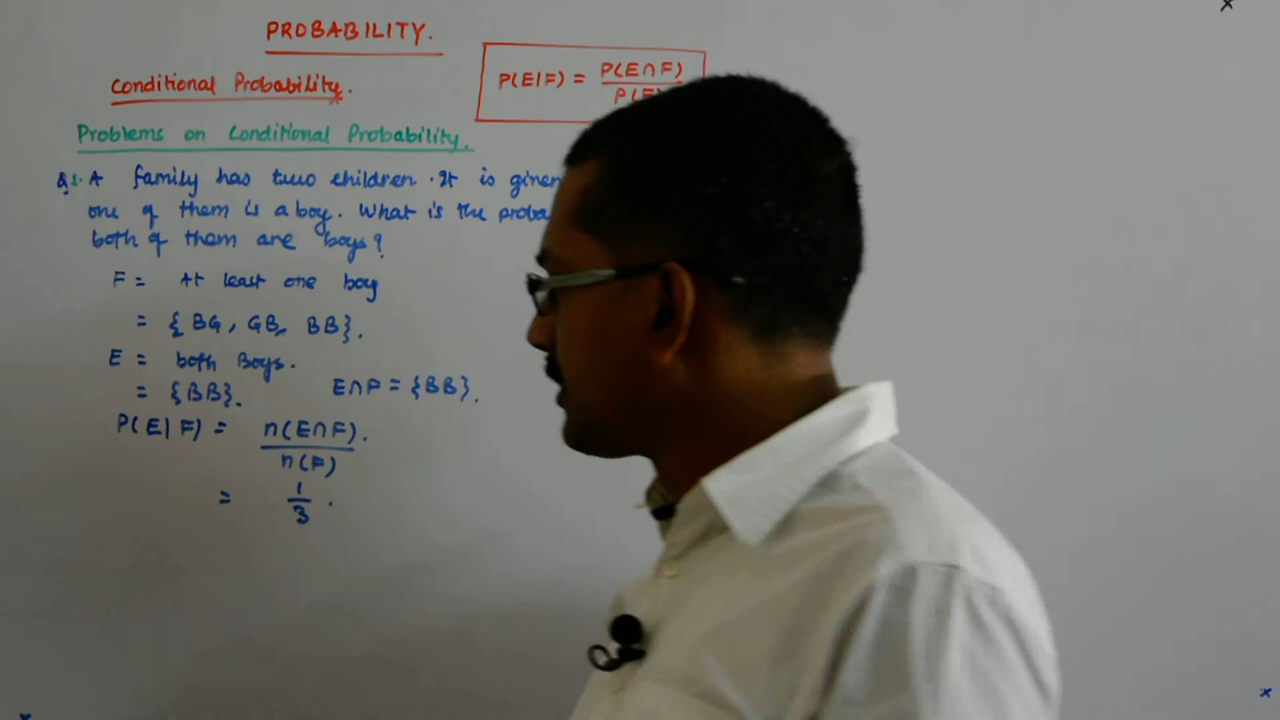 PROBABILITY.
Conditional Probability.
P(E|F) = P(E∩F)
Problems on Conditional Probability.
Q1. A family has two children. It is given
one of them is a boy. What is the
both of them are boys?
F = At least one boy
= {BG, GB, BB}.
E = both Boys.
= {BB}. E∩F = {BB}.
P(E|F) = n(E∩F).
n(F)
= 1
3.